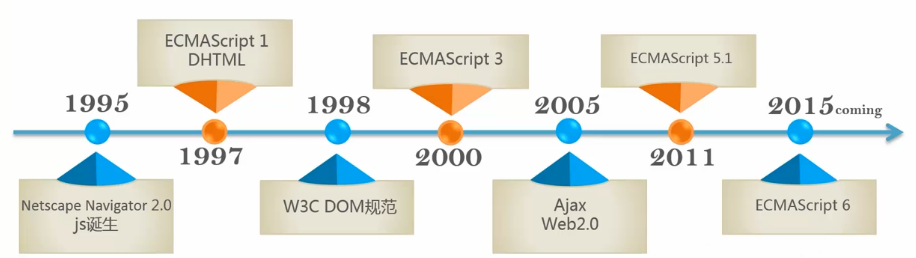 ECMAScript 1
DHTML
ECMAScript 3
ECMAScript 5.1
1995
1998
2005
2015coming
1997
2000
2011
Netscape Navigator 2.0
js诞生
W3C DOM规范
Ajax
Web2.0
ECMAScript 6